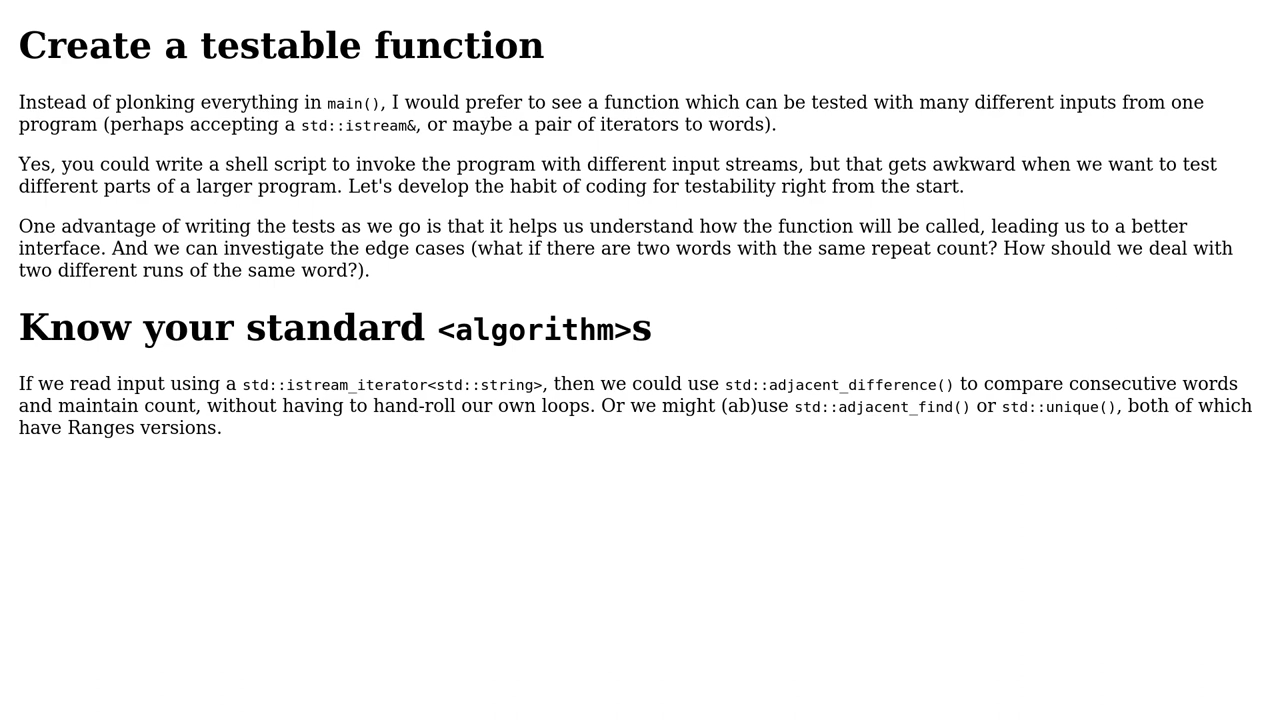 Create a testable function
Instead of plonking everything in main(), I would prefer to see a function which can be tested with many different inputs from one
program (perhaps accepting a std::istream&, or maybe a pair of iterators to words).
Yes, you could write a shell script to invoke the program with different input streams, but that gets awkward when we want to test
different parts of a larger program. Let's develop the habit of coding for testability right from the start.
One advantage of writing the tests as we go is that it helps us understand how the function will be called, leading us to a better
interface. And we can investigate the edge cases (what if there are two words with the same repeat count? How should we deal with
two different runs of the same word?).
Know your standard <algorithm>s
If we read input using a std::istream_iterator<std::string>, then we could use std::adjacent_difference() to compare consecutive words
and maintain count, without having to hand-roll our own loops. Or we might (ab)use std::adjacent_find() or std::unique(), both of which
have Ranges versions.